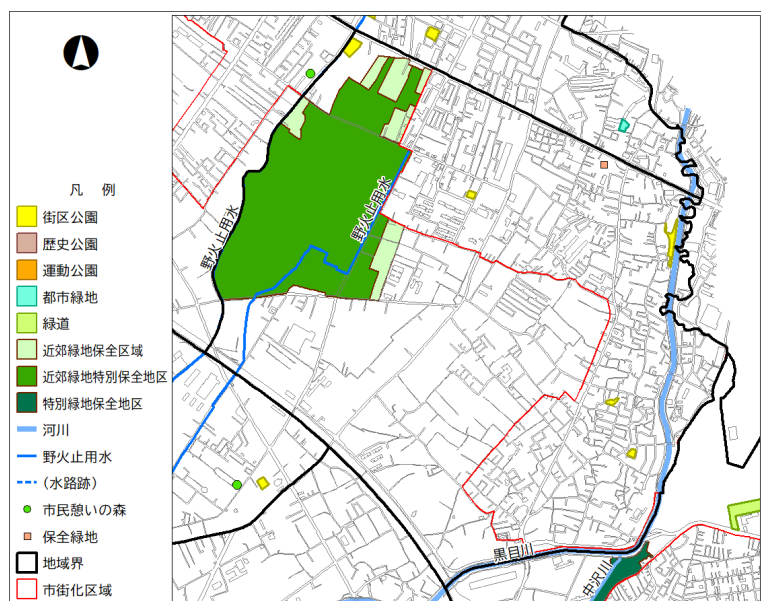 凡 例
街区公園
歴史公園
運動公園
都市緑地
緑道
近郊緑地保全区域
近郊緑地特別保全地区
特別緑地保全地区
河川
野火止用水
(水路跡)
市民憩いの森
保全緑地
地域界
市街化区域
野火止用水
野火止用水
黒目川
中沢川